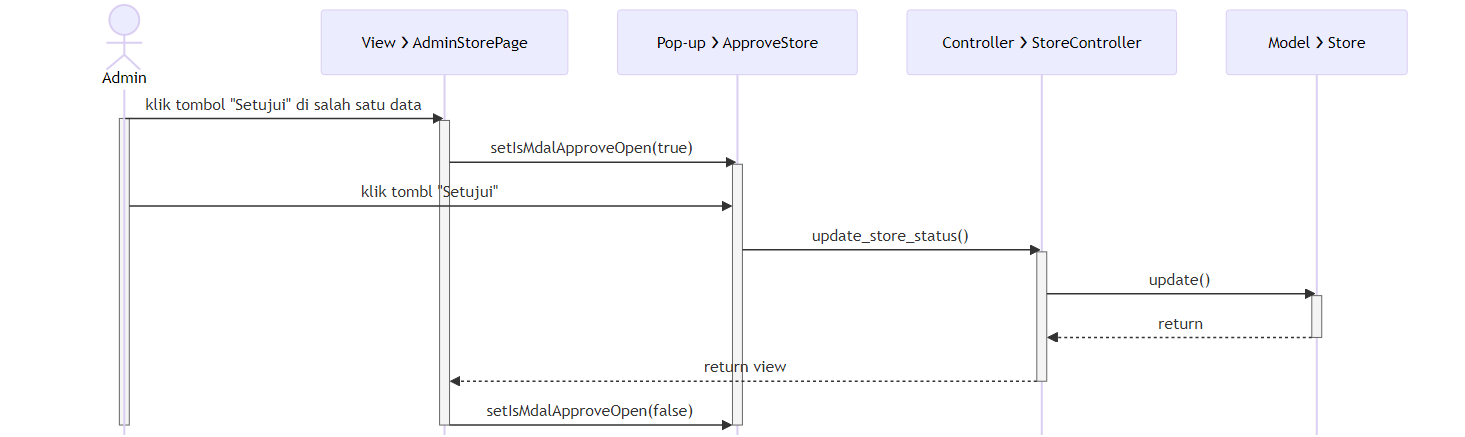 Admin
View > AdminStorePage
Pop-up > ApproveStore
Controller > StoreController
Model > Store
klik tombol "Setujui" di salah satu data
setIsMdalApproveOpen(true)
klik tombl "Setujui"
update_store_status()
update()
return
return view
setIsMdalApproveOpen(false)